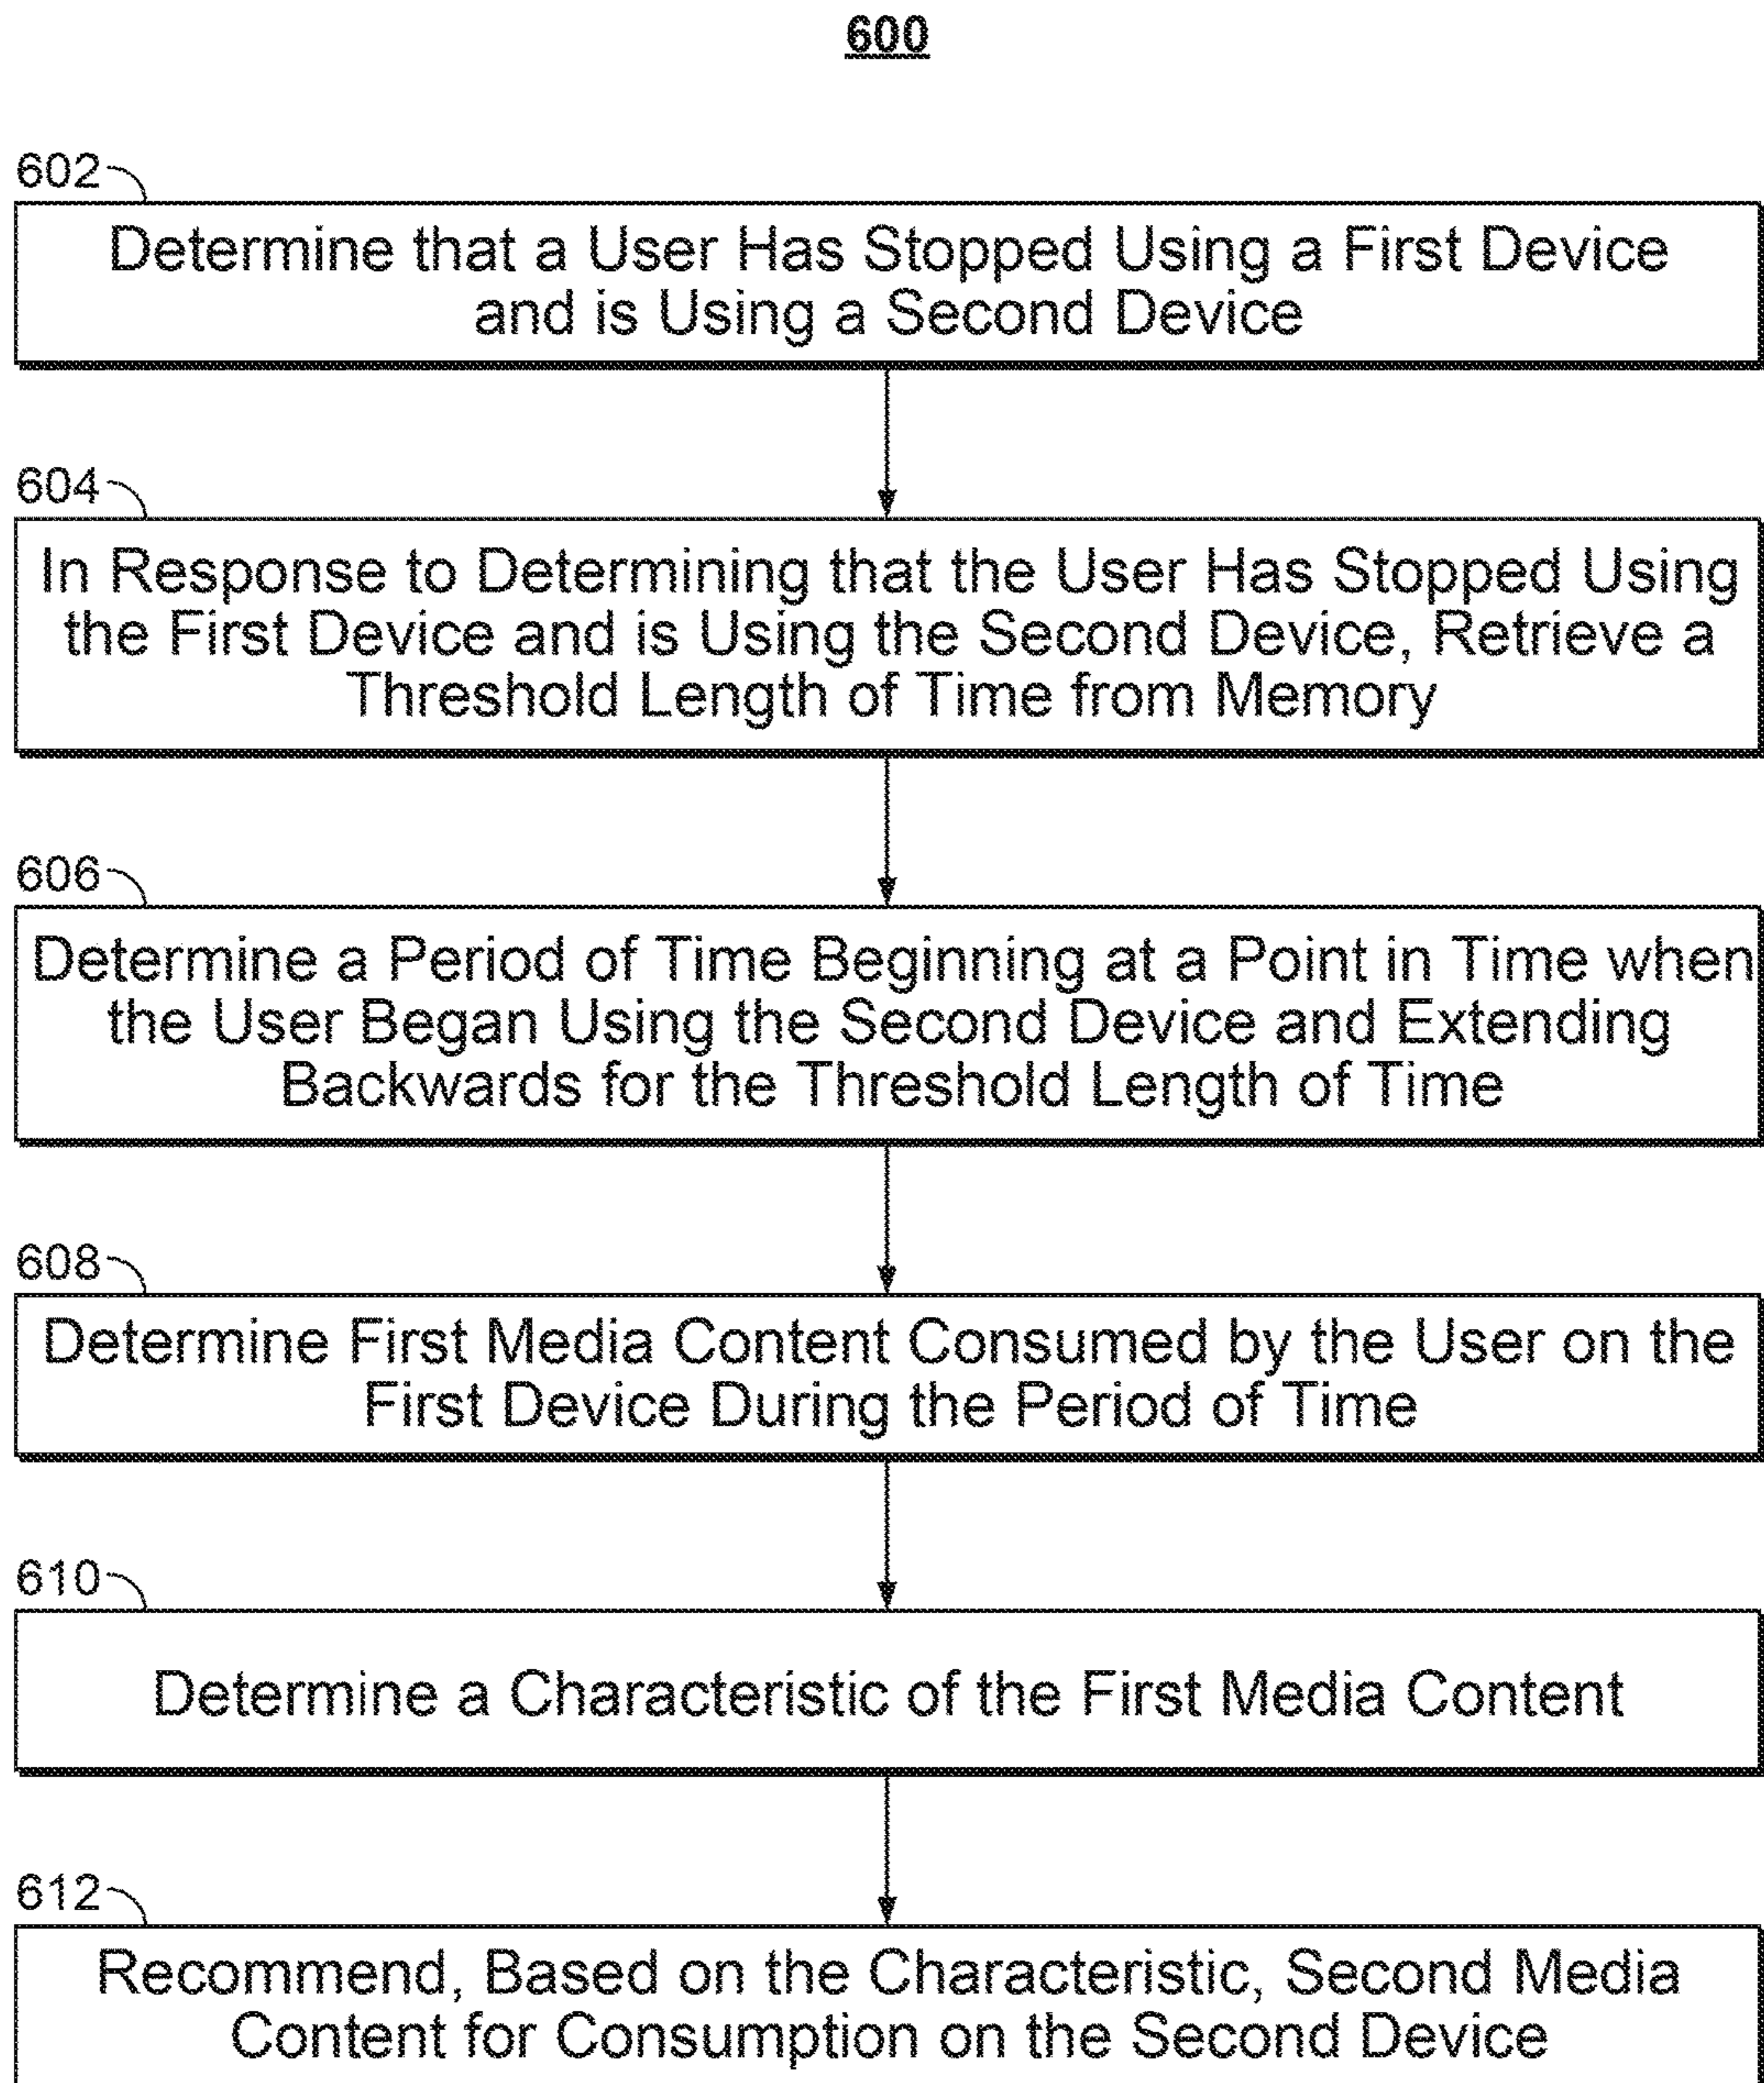 600
602
Determine that a User Has Stopped Using a First Device
and is Using a Second Device
604
In Response to Determining that the User Has Stopped Using
the First Device and is Using the Second Device, Retrieve a
Threshold Length of Time from Memory
606
Determine a Period of Time Beginning at a Point in Time when
the User Began Using the Second Device and Extending
Backwards for the Threshold Length of Time
608
Determine First Media Content Consumed by the User on the
First Device During the Period of Time
610
Determine a Characteristic of the First Media Content
612
Recommend, Based on the Characteristic, Second Media
Content for Consumption on the Second Device